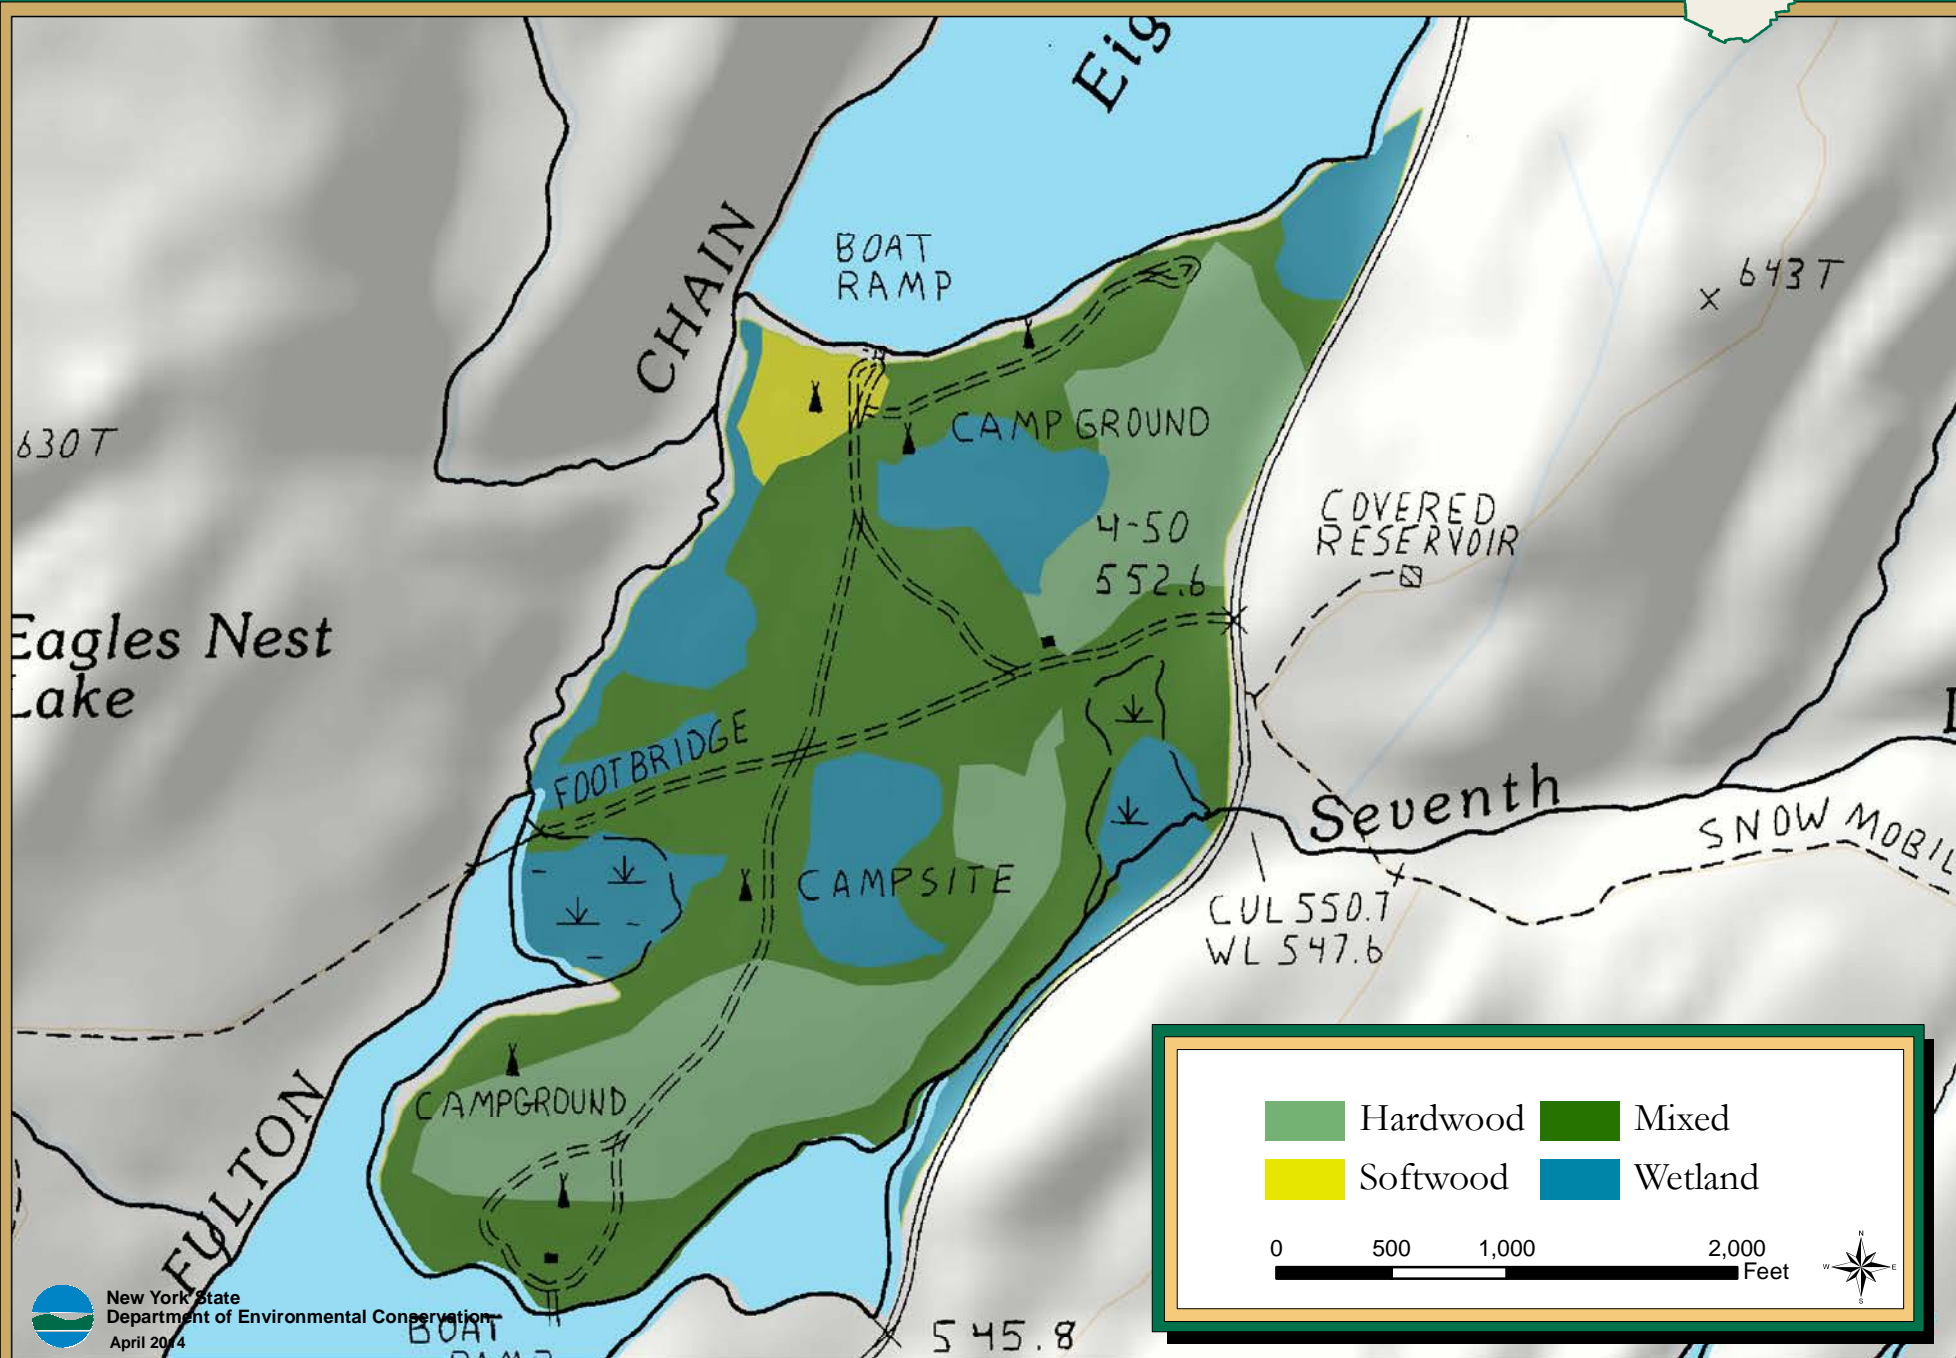 Eig
CHAIN
BOAT
RAMP
643T
630T
CAMPGROUND
COVERED
RESERVOIR
4-50
552.6
Eagles Nest
Lake
FOOTBRIDGE
Seventh
SNOW MOBIL
CAMPSITE
CUL 550.7
WL 547.6
CAMPGROUND
FULTON
BOAT
RAMP
545.8
Hardwood
Mixed
Softwood
Wetland
0 500 1,000 2,000
Feet
N
W E
S
New York State
Department of Environmental Conservation
April 2014